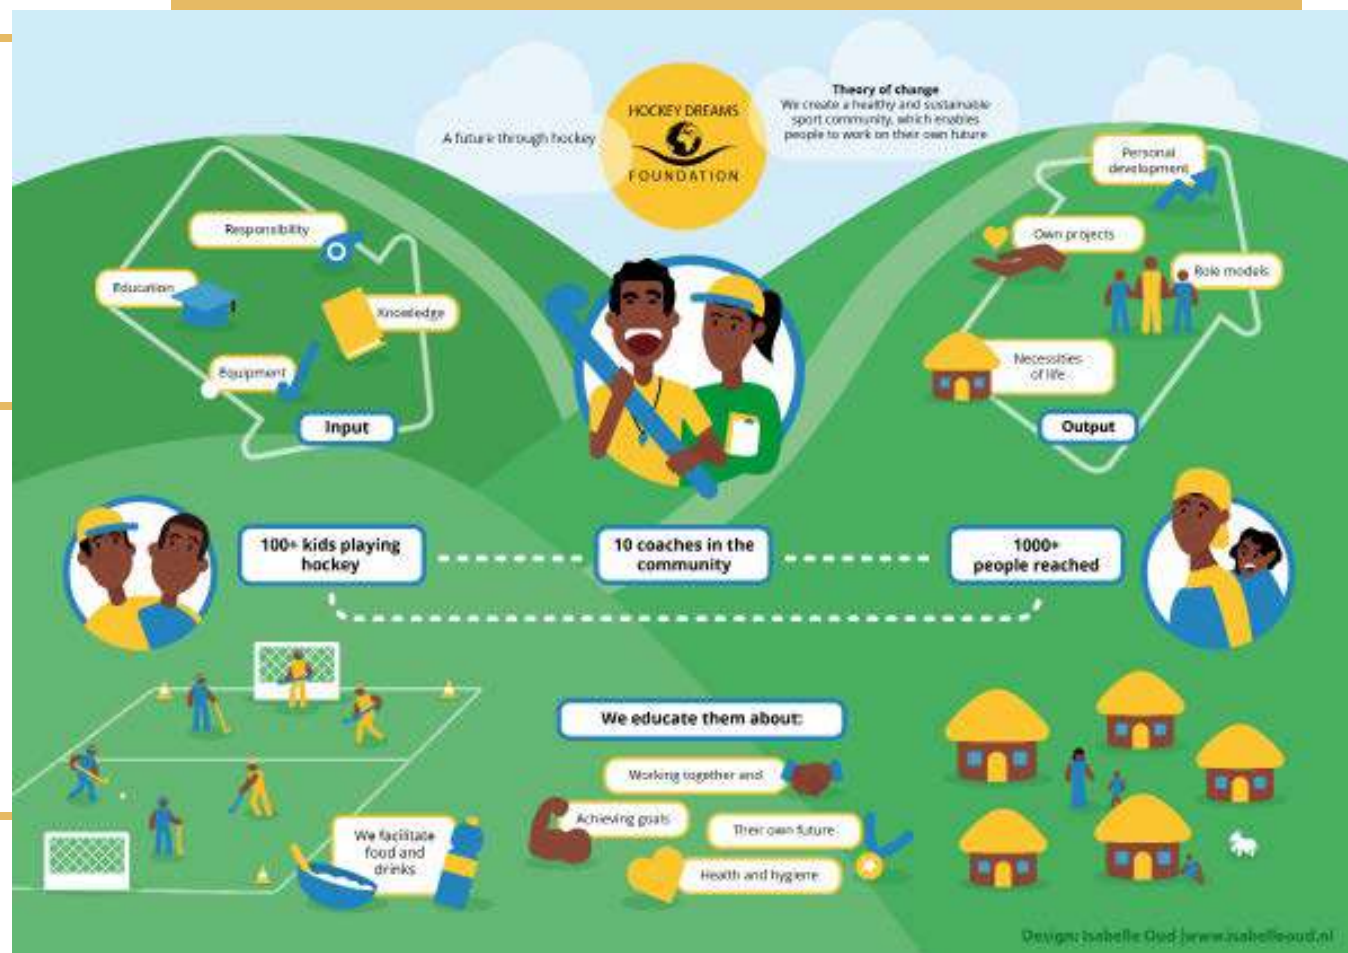 A future through hockey
HOCKEY DREAMS
FOUNDATION
Theory of change
We create a healthy and sustainable
sport community, which enables
people to work on their own future
Responsibility
Education
Knowledge
Equipment
Input
Personal
development
Own projects
Role models
Necessities
of life
Output
100+ kids playing
hockey
10 coaches in the
community
1000+
people reached
We educate them about:
Working together and
Achieving goals
Their own future
Health and hygiene
We facilitate
food and
drinks
Design: Isabelle Oud |www.isabelleoud.nl